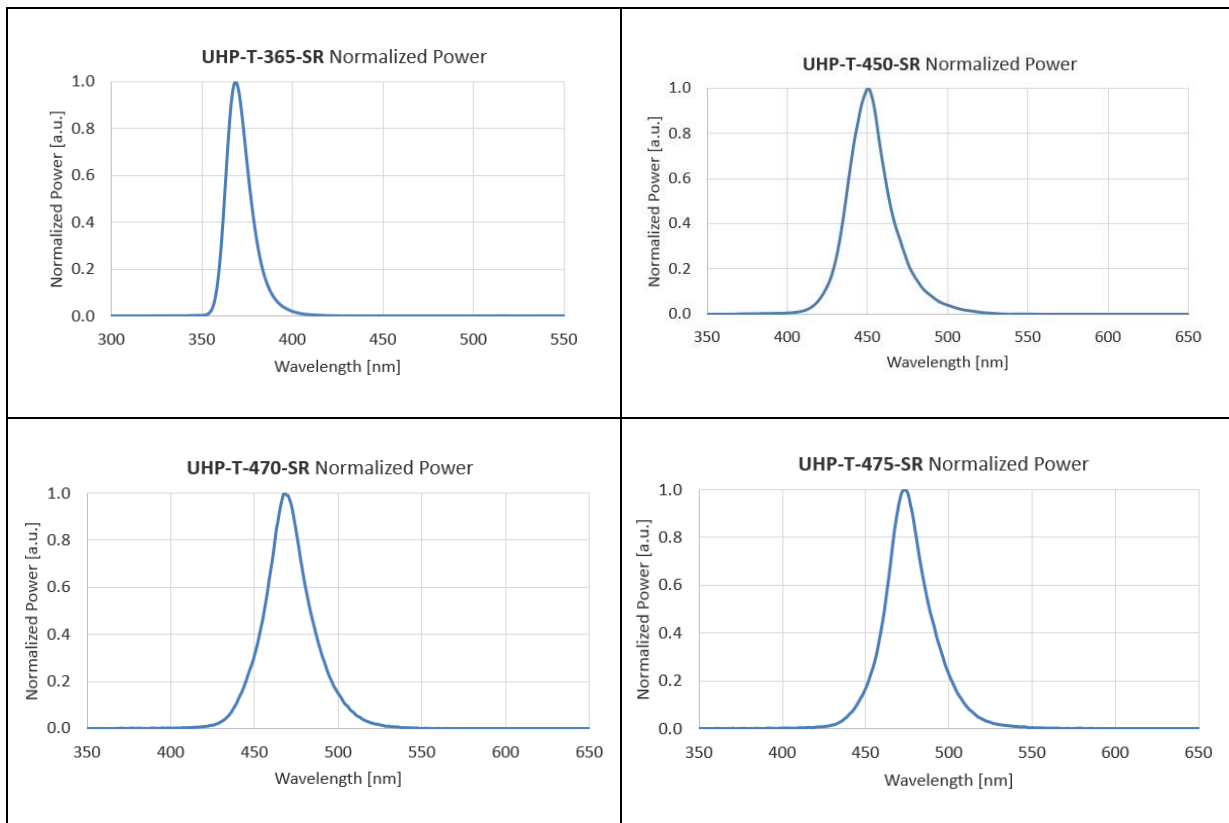 UHP-T-365-SR Normalized Power
Normalized Power [a.u.]
1.0
0.8
0.6
0.4
0.2
0.0
300 350 400 450 500 550
Wavelength [nm]
UHP-T-450-SR Normalized Power
Normalized Power [a.u.]
1.0
0.8
0.6
0.4
0.2
0.0
350 400 450 500 550 600 650
Wavelength [nm]
UHP-T-470-SR Normalized Power
Normalized Power [a.u.]
1.0
0.8
0.6
0.4
0.2
0.0
350 400 450 500 550 600 650
Wavelength [nm]
UHP-T-475-SR Normalized Power
Normalized Power [a.u.]
1.0
0.8
0.6
0.4
0.2
0.0
350 400 450 500 550 600 650
Wavelength [nm]